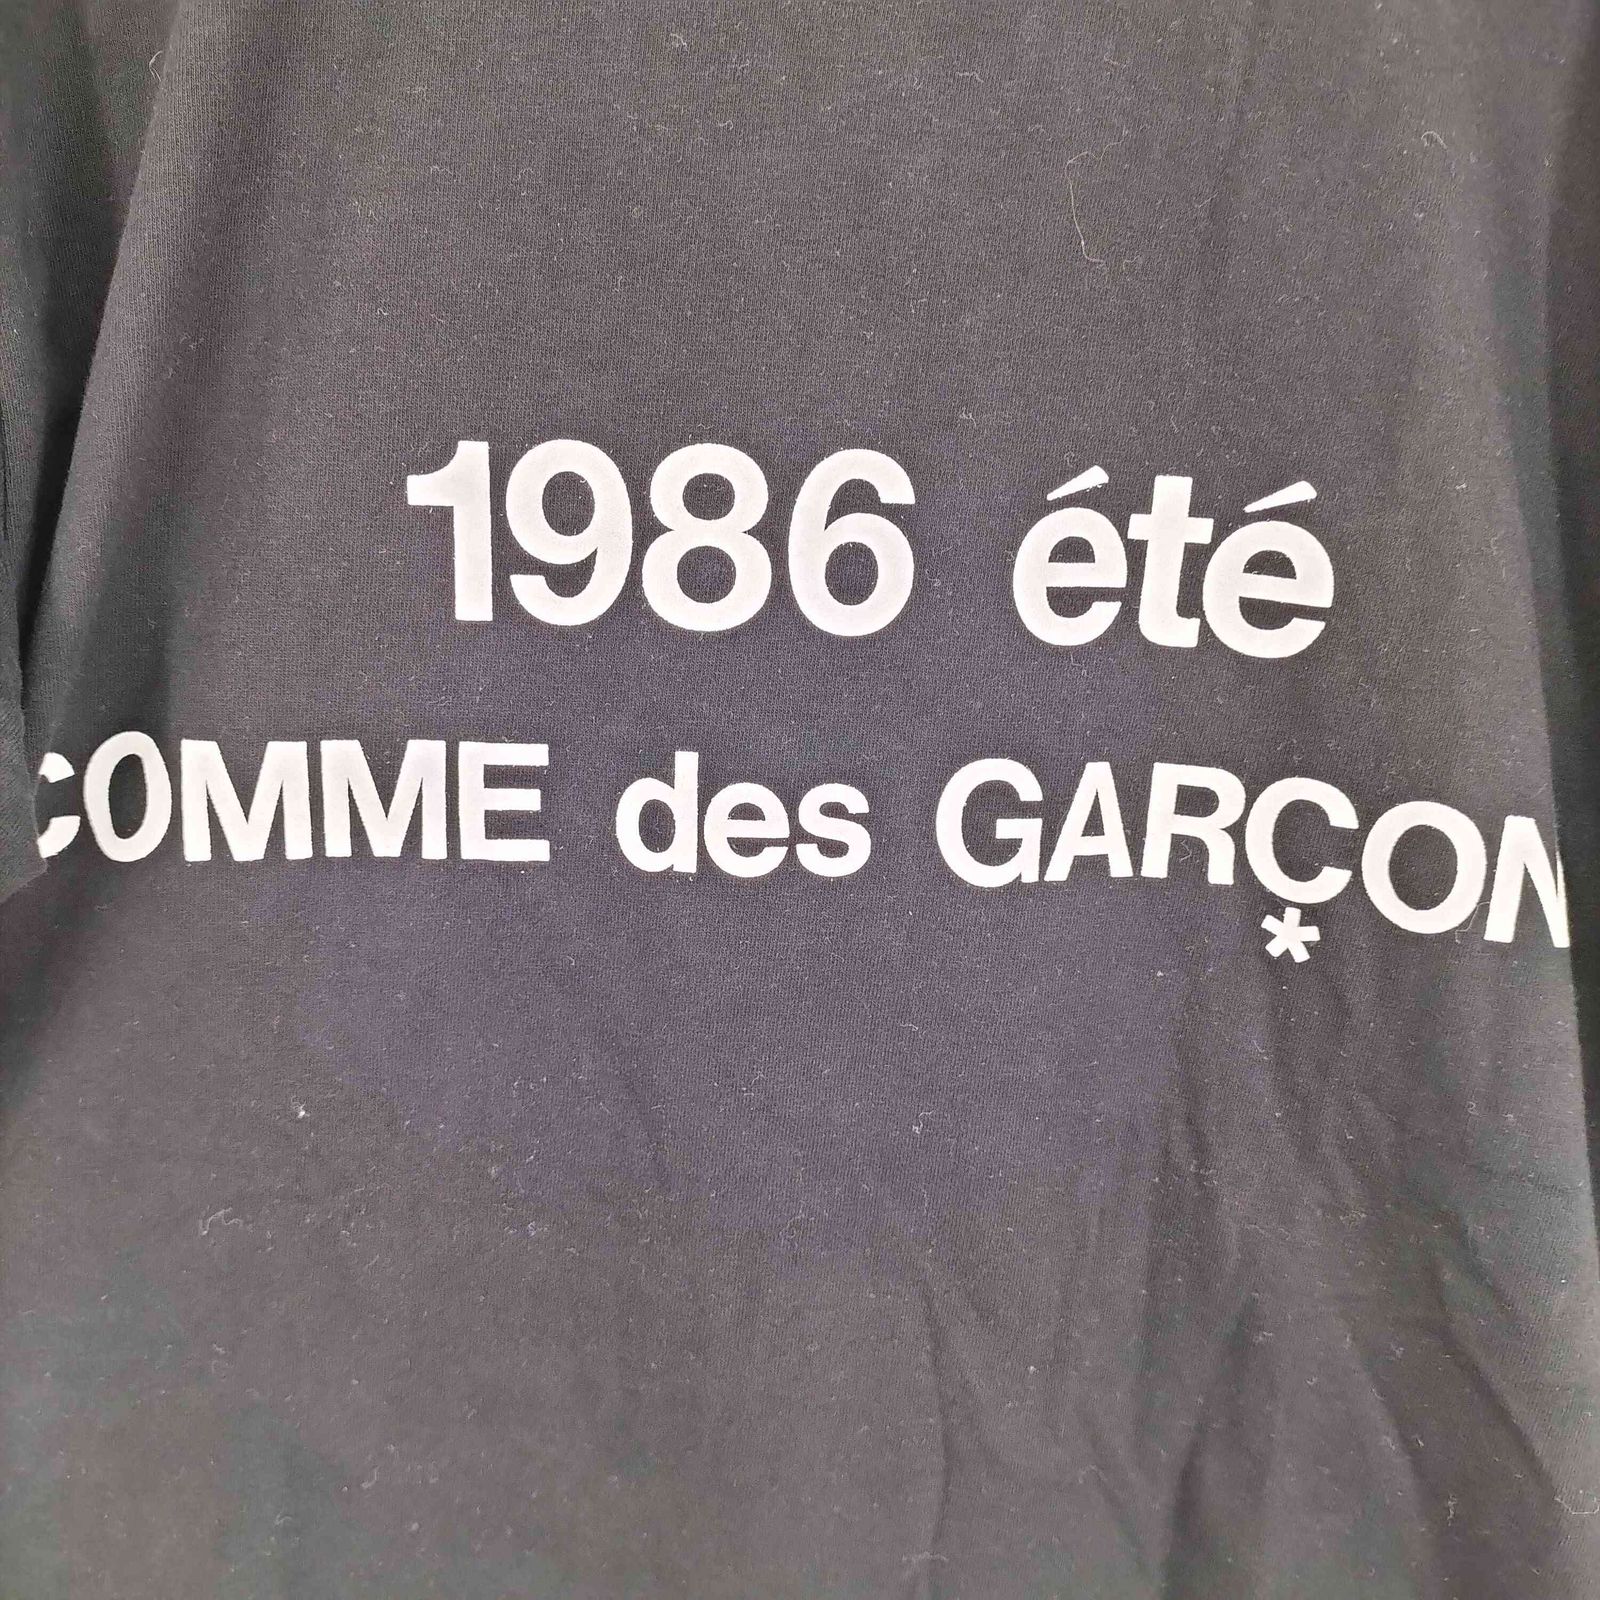 1986 été
COMME des GARÇON
*